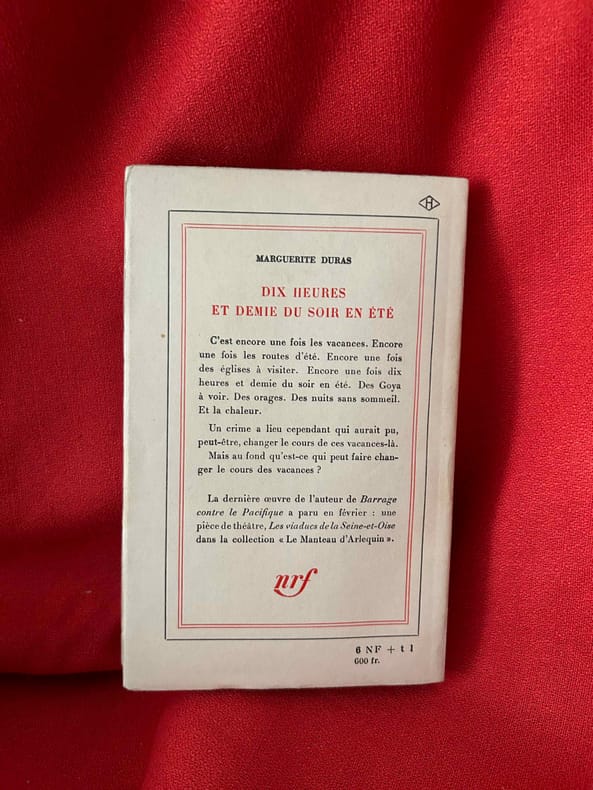 H
MARGUERITE DURAS
DIX HEURES
ET DEMIE DU SOIR EN ÉTÉ
C'est encore une fois les vacances. Encore
une fois les routes d'été. Encore une fois
des églises à visiter. Encore une fois dix
heures et demie du soir en été. Des Goya
à voir. Des orages. Des nuits sans sommeil.
Et la chaleur.
Un crime a lieu cependant qui aurait pu,
peut-être, changer le cours de ces vacances-là.
Mais au fond qu'est-ce qui peut faire chan-
ger le cours des vacances ?
La dernière œuvre de l'auteur de Barrage
contre le Pacifique a paru en février : une
pièce de théâtre, Les viaducs de la Seine-et-Oise
dans la collection « Le Manteau d'Arlequin ».
nrf
6 NF + t l
600 fr.